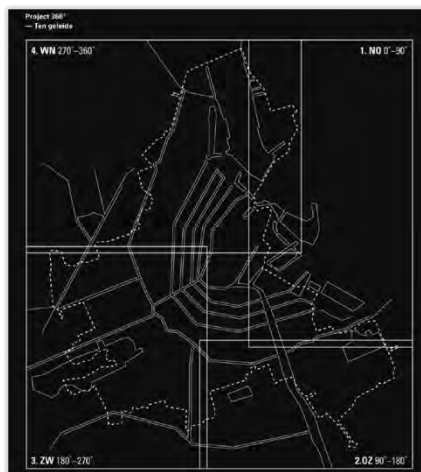 Project 360°
— Ten geleide
4. WN 270°–360°
1. NO 0°–90°
3. ZW 180°–270°
2.OZ 90°–180°